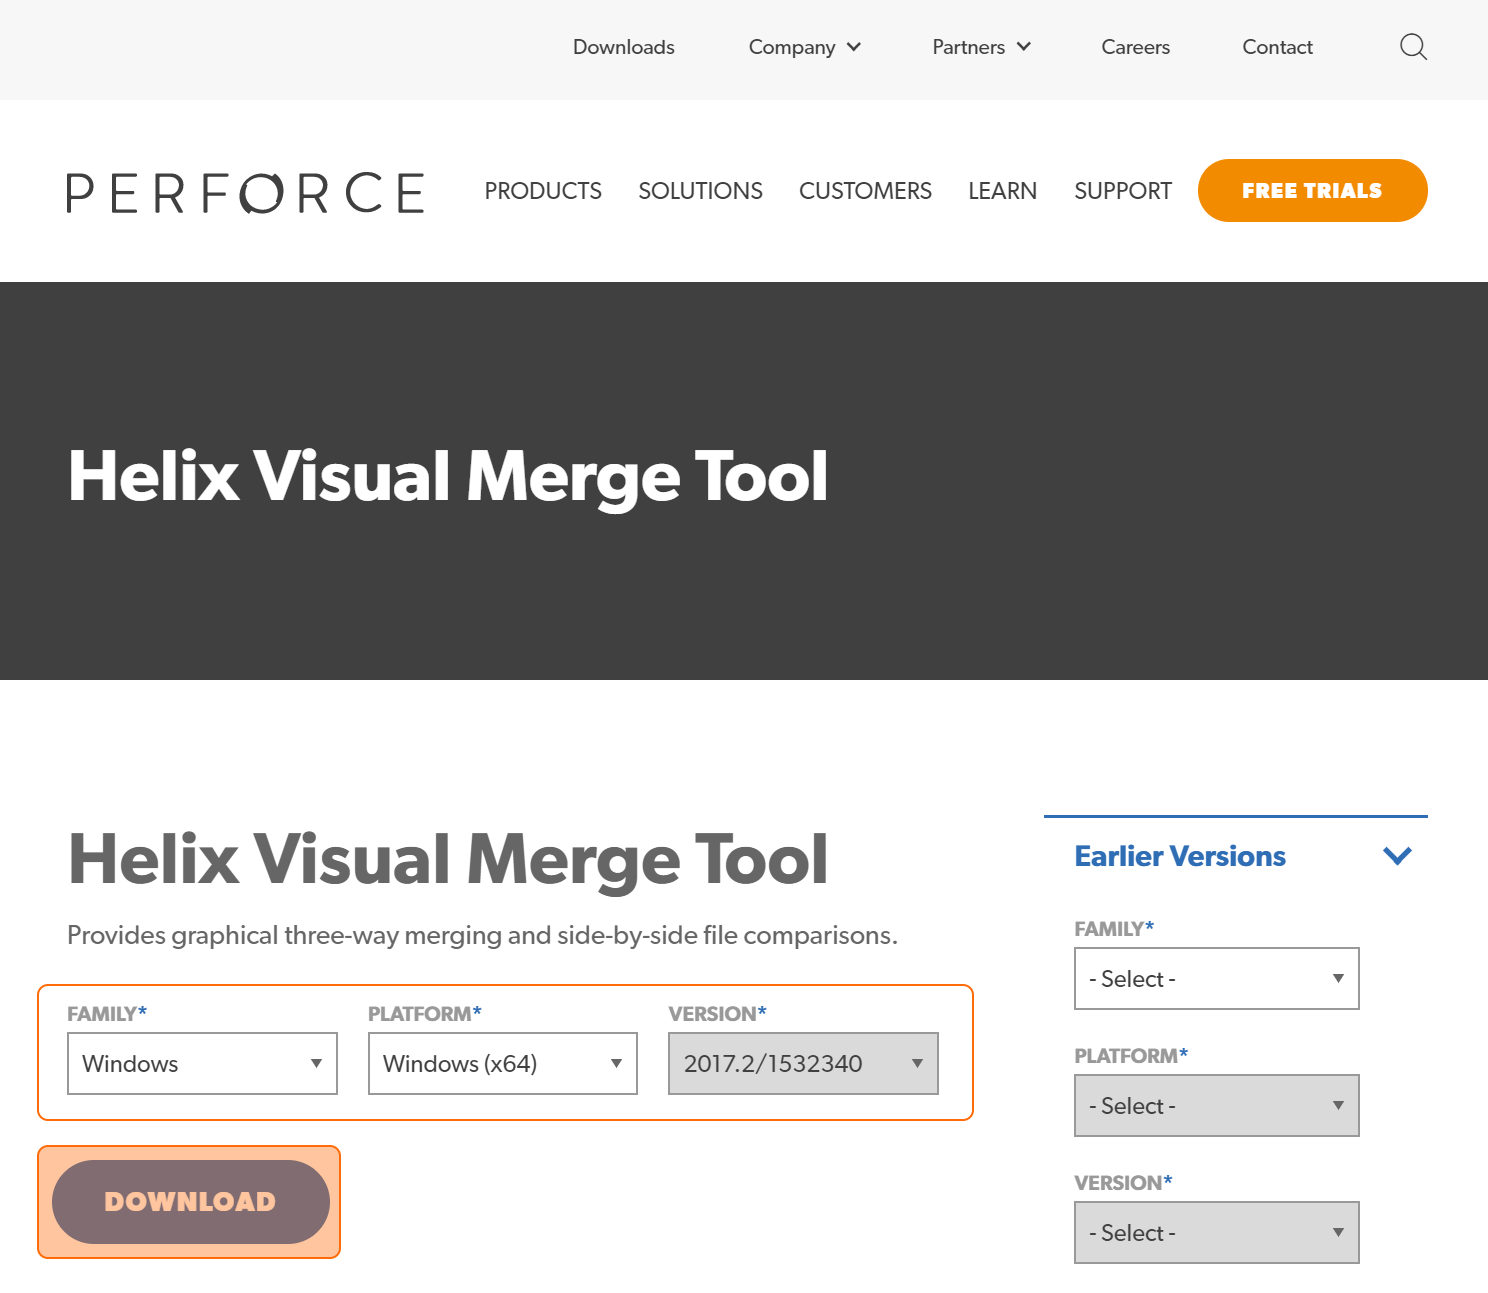 Downloads Company Partners Careers Contact
PERFORCE PRODUCTS SOLUTIONS CUSTOMERS LEARN SUPPORT FREE TRIALS
Helix Visual Merge Tool
Helix Visual Merge Tool
Provides graphical three-way merging and side-by-side file comparisons.
FAMILY* PLATFORM* VERSION*
Windows Windows (x64) 2017.2/1532340
DOWNLOAD
Earlier Versions
FAMILY*
- Select -
PLATFORM*
- Select -
VERSION*
- Select -